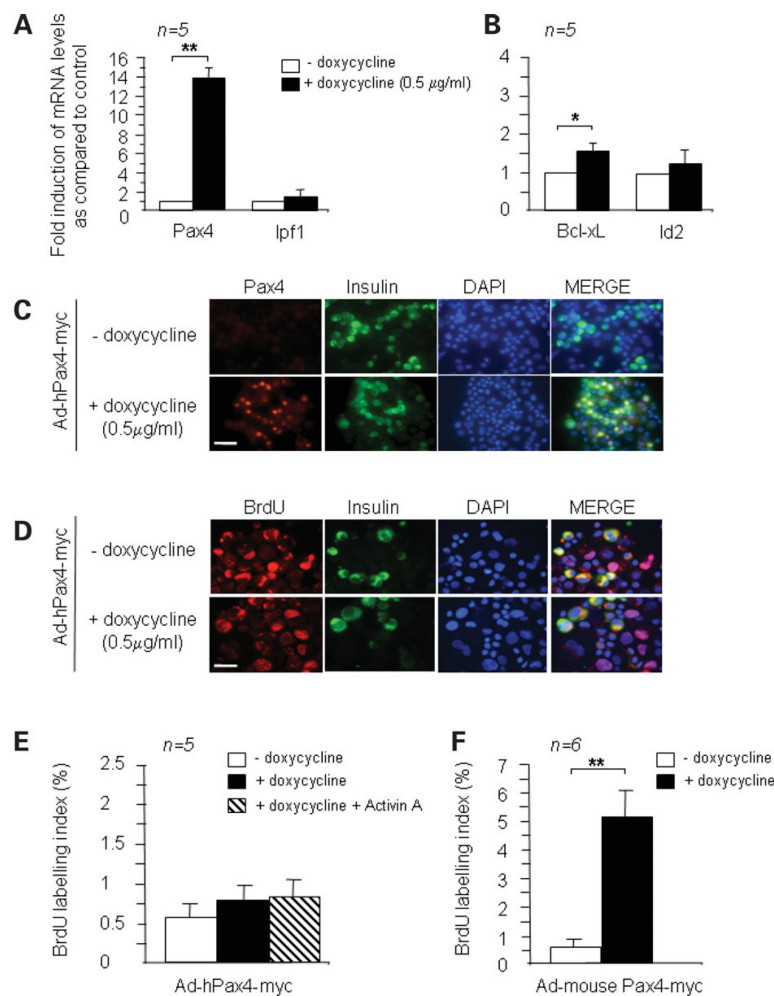 A
n=5
Fold induction of mRNA levels
as compared to control
16
14
12
10
8
6
4
2
0
**
- doxycycline
+ doxycycline (0.5 µg/ml)
Pax4
Ipf1
B
n=5
4
3
2
1
0
*
Bcl-xL
Id2
C
Pax4 Insulin DAPI MERGE
Ad-hPax4-myc
- doxycycline
+ doxycycline
(0.5µg/ml)
D
BrdU Insulin DAPI MERGE
Ad-hPax4-myc
- doxycycline
+ doxycycline
(0.5µg/ml)
E
n=5
BrdU labelling index (%)
2.5
2
1.5
1
0.5
0
- doxycycline
+ doxycycline
+ doxycycline + Activin A
Ad-hPax4-myc
F
n=6
BrdU labelling index (%)
7
6
5
4
3
2
1
0
**
- doxycycline
+ doxycycline
Ad-mouse Pax4-myc